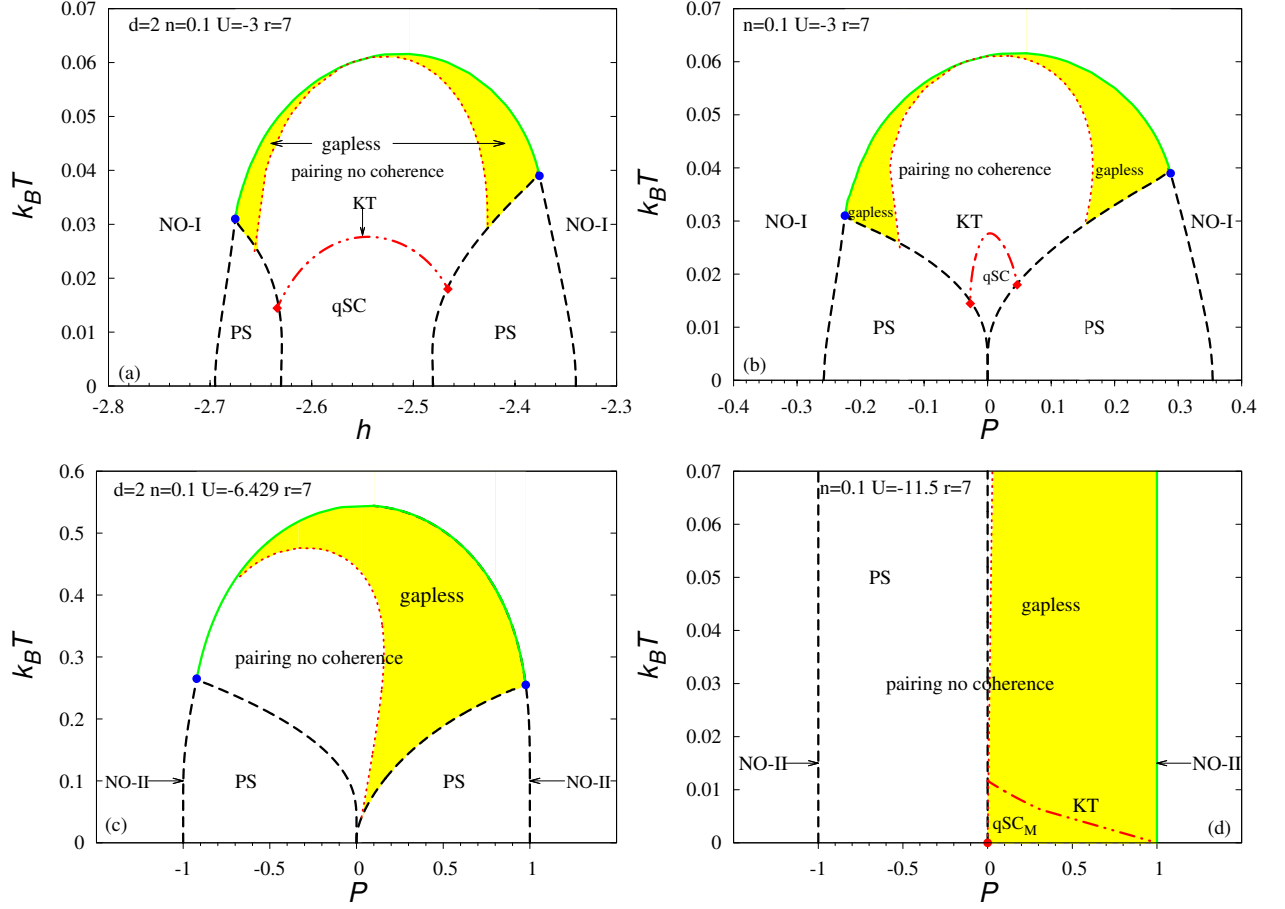 d=2 n=0.1 U=-3 r=7
k_BT
0.07
0.06
0.05
0.04
0.03
0.02
0.01
0
gapless
pairing no coherence
KT
NO-I
NO-I
qSC
PS
PS
(a)
-2.8
-2.7
-2.6
-2.5
-2.4
-2.3
h
n=0.1 U=-3 r=7
k_BT
0.07
0.06
0.05
0.04
0.03
0.02
0.01
0
pairing no coherence
gapless
gapless
NO-I
KT
NO-I
qSC
PS
PS
(b)
-0.4
-0.3
-0.2
-0.1
0
0.1
0.2
0.3
0.4
P
d=2 n=0.1 U=-6.429 r=7
k_BT
0.6
0.5
0.4
0.3
0.2
0.1
0
gapless
pairing no coherence
NO-II
PS
PS
NO-II
(c)
-1
-0.5
0
0.5
1
P
n=0.1 U=-11.5 r=7
k_BT
0.07
0.06
0.05
0.04
0.03
0.02
0.01
0
PS
gapless
pairing no coherence
NO-II
NO-II
KT
qSC_M
(d)
-1
-0.5
0
0.5
1
P